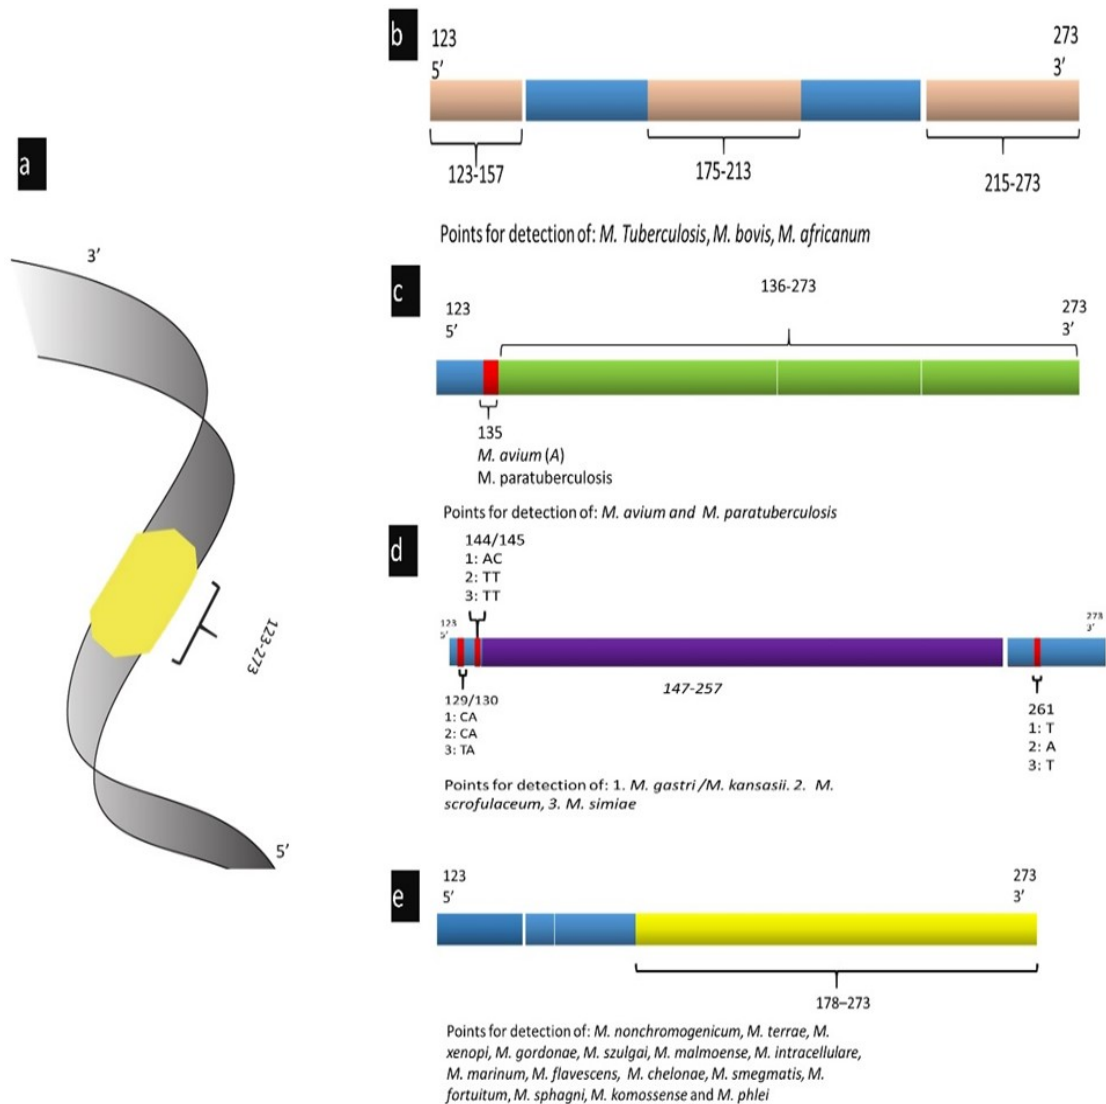 a
3’
123-273
5’
b
123
5’
273
3’
123-157
175-213
215-273
Points for detection of: M. Tuberculosis, M. bovis, M. africanum
c
136-273
123
5’
273
3’
135
M. avium (A)
M. paratuberculosis
Points for detection of: M. avium and M. paratuberculosis
d
144/145
1: AC
2: TT
3: TT
123
5’
273
3’
147-257
129/130
1: CA
2: CA
3: TA
261
1: T
2: A
3: T
Points for detection of: 1. M. gastri /M. kansasii. 2. M.
scrofulaceum, 3. M. simiae
e
123
5’
273
3’
178–273
Points for detection of: M. nonchromogenicum, M. terrae, M.
xenopi, M. gordonae, M. szulgai, M. malmoense, M. intracellulare,
M. marinum, M. flavescens, M. chelonae, M. smegmatis, M.
fortuitum, M. sphagni, M. komossense and M. phlei